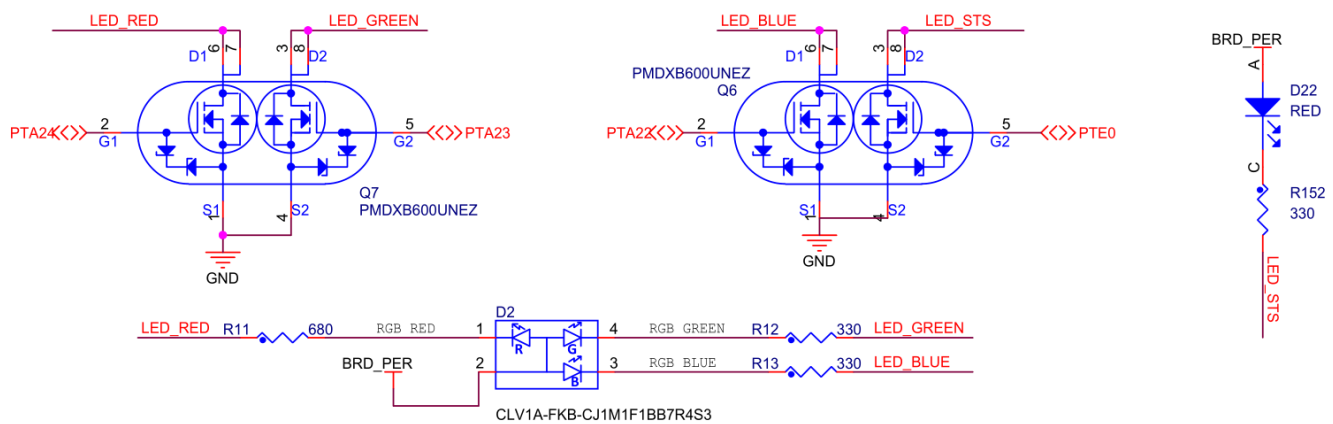 LED_RED
LED_GREEN
D1
6
7
3
8
D2
PTA24
2
G1
5
G2
PTA23
Q7
PMDXB600UNEZ
S1
1
4
S2
GND
LED_BLUE
LED_STS
D1
6
7
3
8
D2
PMDXB600UNEZ
Q6
PTA22
2
G1
5
G2
PTE0
S1
1
4
S2
GND
BRD_PER
A
D22
RED
C
R152
330
LED_STS
LED_RED
R11
680
RGB RED
1
D2
R
G
B
4
RGB GREEN
R12
330
LED_GREEN
BRD_PER
2
3
RGB BLUE
R13
330
LED_BLUE
CLV1A-FKB-CJ1M1F1BB7R4S3